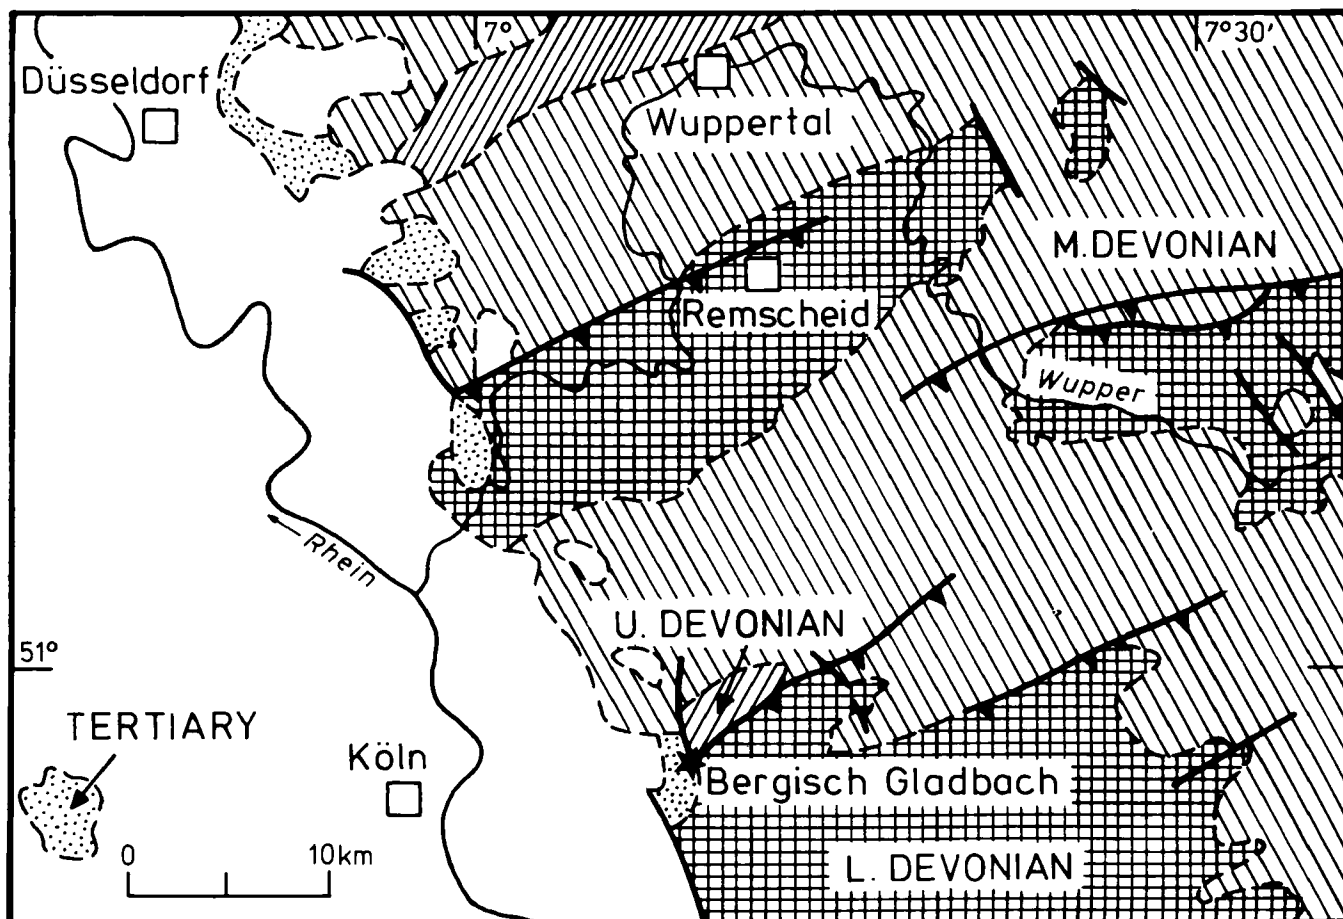 7°
7°30'
Düsseldorf
Wuppertal
M. DEVONIAN
Remscheid
Wupper
Rhein
U. DEVONIAN
51°
TERTIARY
Köln
Bergisch Gladbach
0 10km
L. DEVONIAN